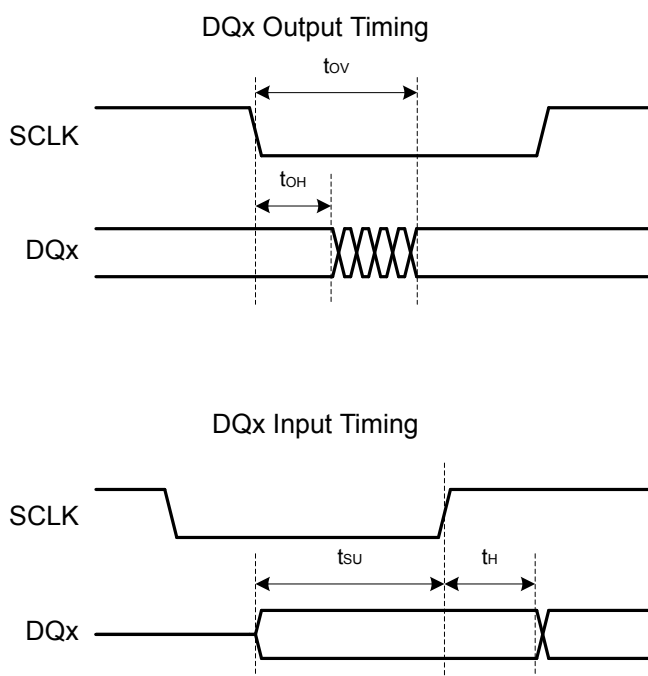 DQx Output Timing
tOV
SCLK
tOH
DQx
DQx Input Timing
SCLK
tSU
tH
DQx